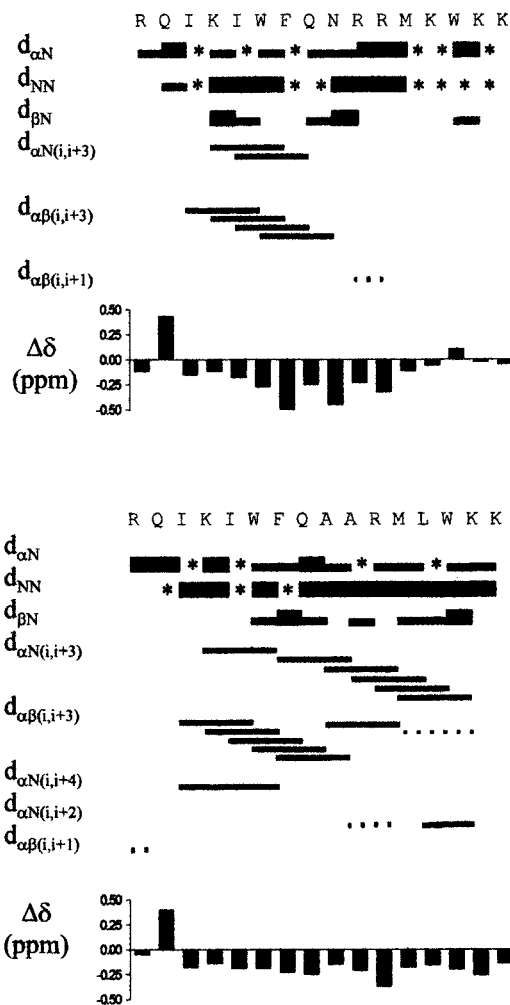 R Q I K I W F Q N R R M K W K K
dαN * * * * * *
dNN * * * * * * *
dβN
dαN(i,i+3)
dαβ(i,i+3)
dαβ(i,i+1)
0.50
0.25
Δδ 0.00
(ppm) -0.25
-0.50
R Q I K I W F Q A A R M L W K K
dαN * * * *
dNN * * *
dβN
dαN(i,i+3)
dαβ(i,i+3)
dαN(i,i+4)
dαN(i,i+2)
dαβ(i,i+1)
0.50
Δδ 0.25
(ppm) 0.00
-0.25
-0.50